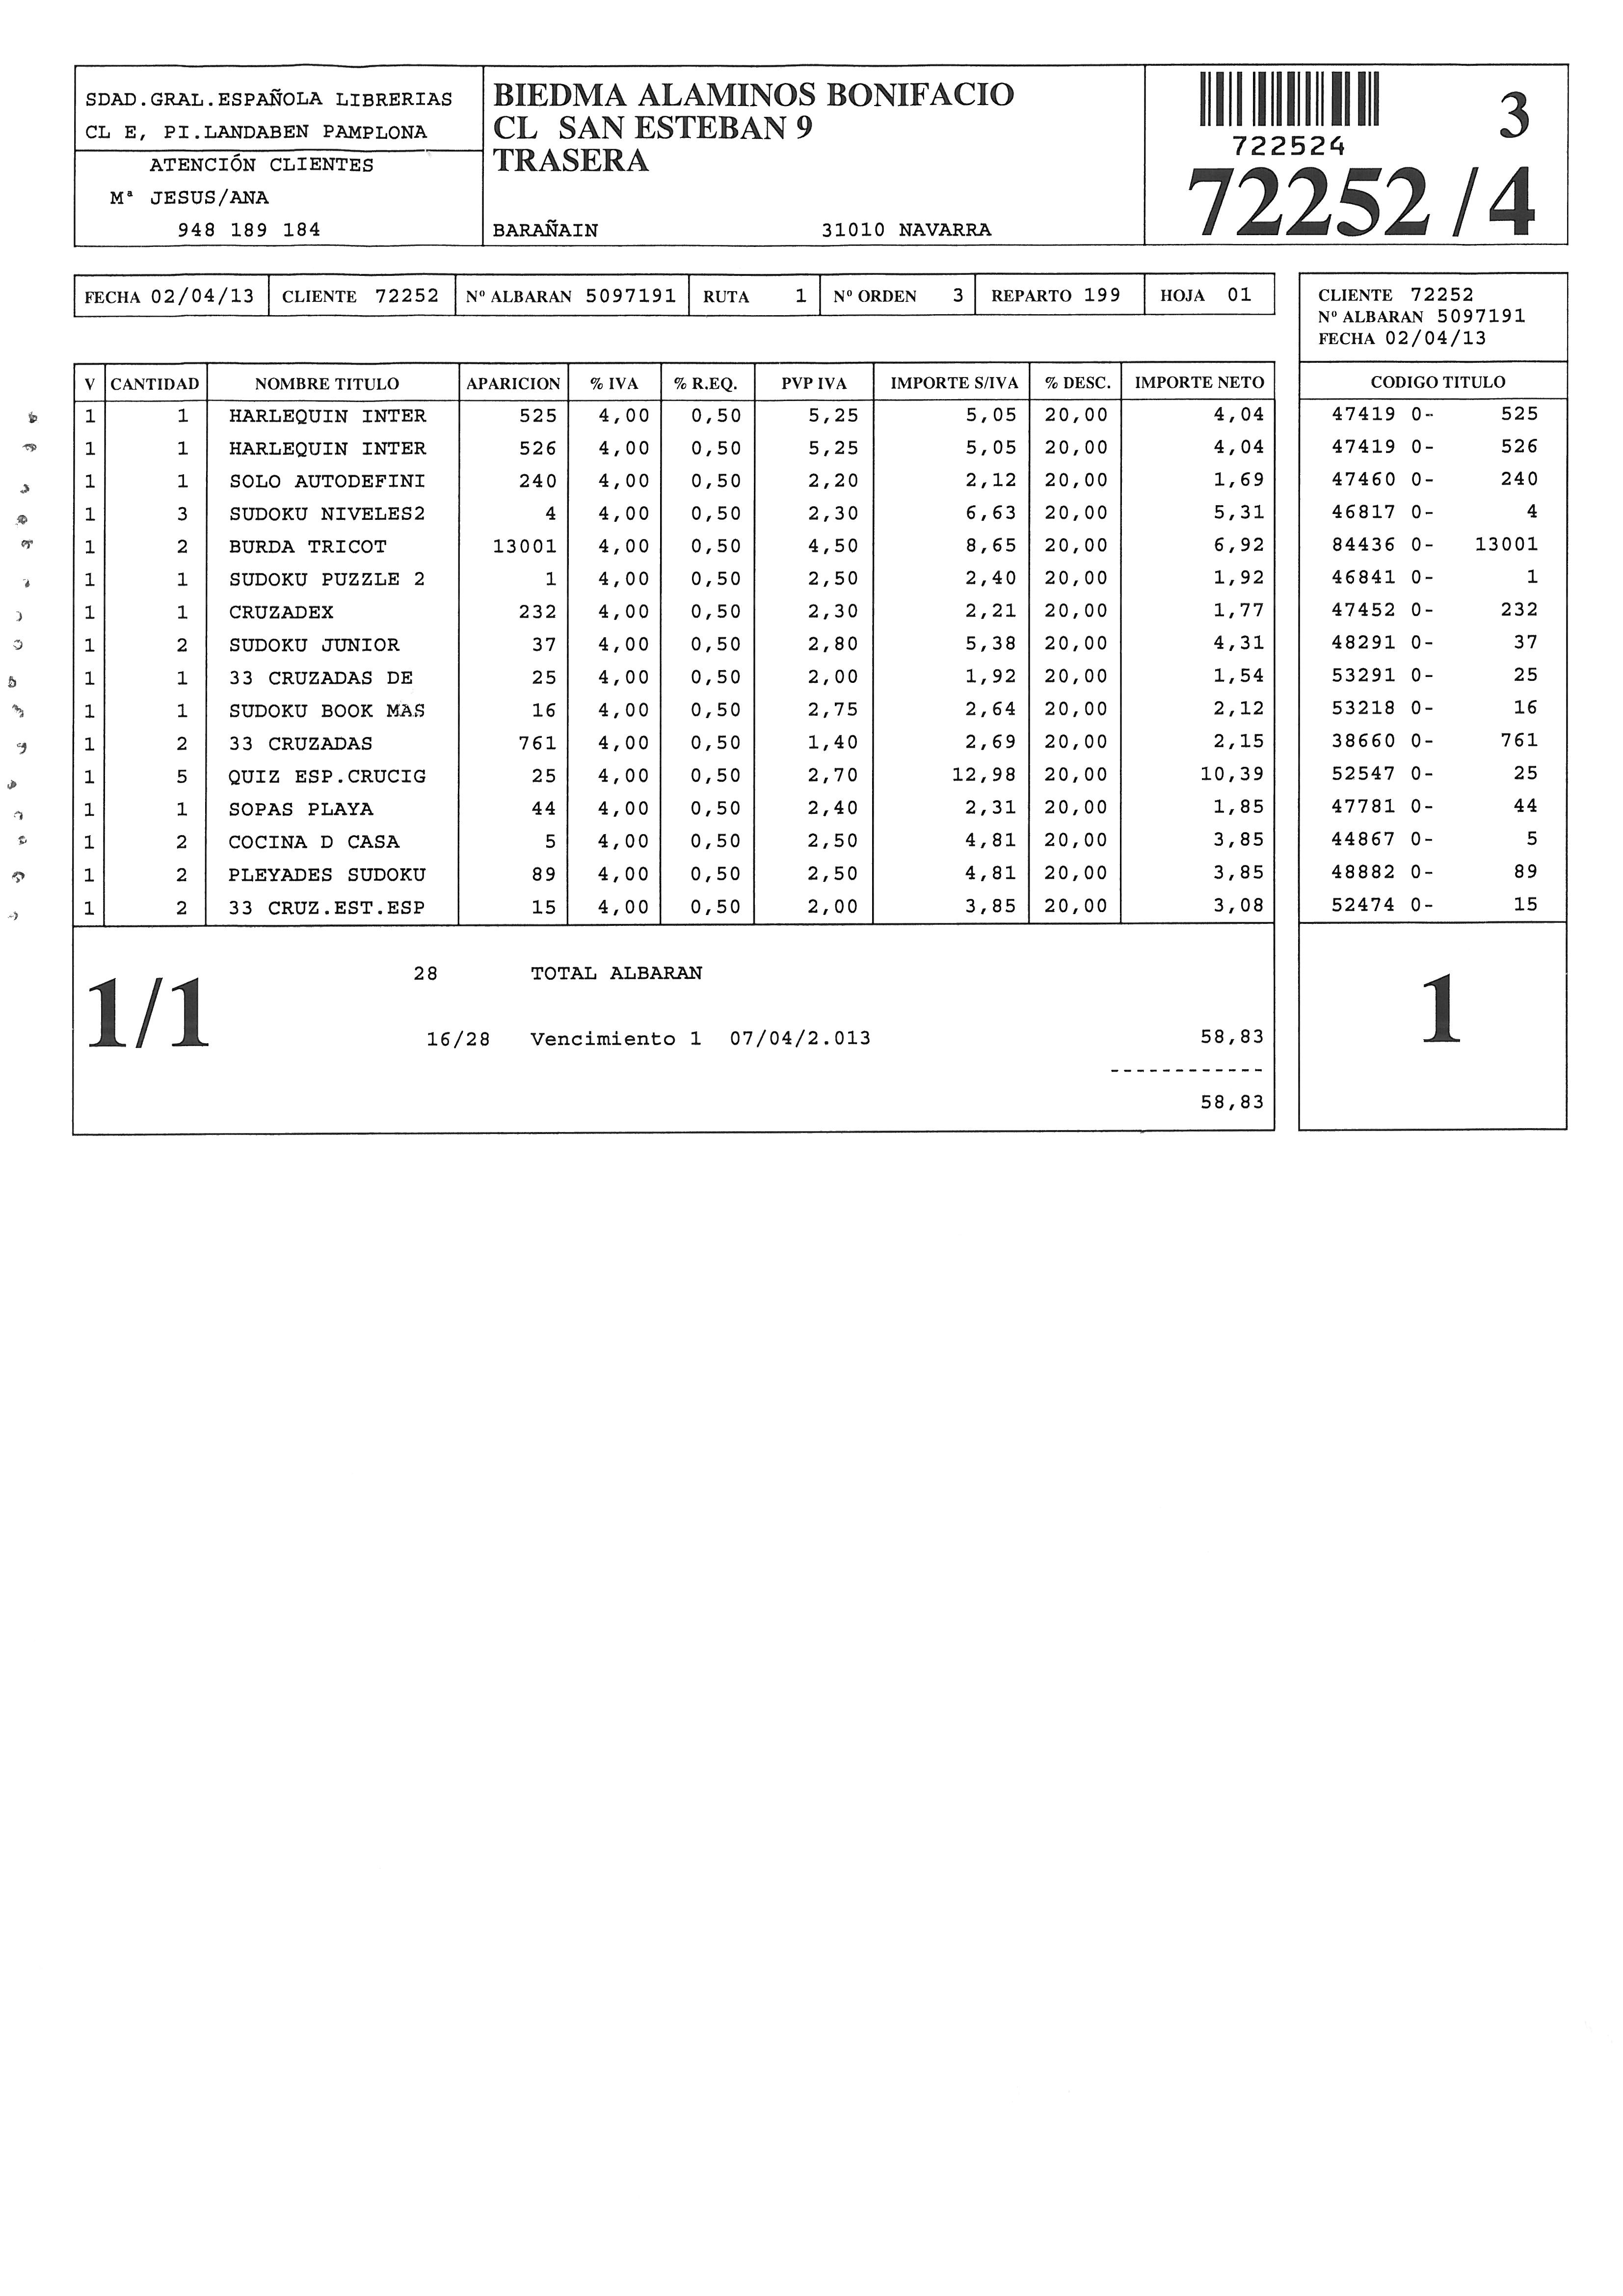 SDAD.GRAL.ESPAÑOLA LIBRERIAS
CL E, PI.LANDABEN PAMPLONA
ATENCIÓN CLIENTES
Mª JESUS/ANA
948 189 184
BIEDMA ALAMINOS BONIFACIO
CL SAN ESTEBAN 9
TRASERA
BARAÑAIN 31010 NAVARRA
722524
3
72252/4
FECHA 02/04/13 CLIENTE 72252 Nº ALBARAN 5097191 RUTA 1 Nº ORDEN 3 REPARTO 199 HOJA 01
CLIENTE 72252
Nº ALBARAN 5097191
FECHA 02/04/13
V CANTIDAD NOMBRE TITULO APARICION % IVA % R.EQ. PVP IVA IMPORTE S/IVA % DESC. IMPORTE NETO CODIGO TITULO
1 1 HARLEQUIN INTER 525 4,00 0,50 5,25 5,05 20,00 4,04 47419 0- 525
1 1 HARLEQUIN INTER 526 4,00 0,50 5,25 5,05 20,00 4,04 47419 0- 526
1 1 SOLO AUTODEFINI 240 4,00 0,50 2,20 2,12 20,00 1,69 47460 0- 240
1 3 SUDOKU NIVELES2 4 4,00 0,50 2,30 6,63 20,00 5,31 46817 0- 4
1 2 BURDA TRICOT 13001 4,00 0,50 4,50 8,65 20,00 6,92 84436 0- 13001
1 1 SUDOKU PUZZLE 2 1 4,00 0,50 2,50 2,40 20,00 1,92 46841 0- 1
1 1 CRUZADEX 232 4,00 0,50 2,30 2,21 20,00 1,77 47452 0- 232
1 2 SUDOKU JUNIOR 37 4,00 0,50 2,80 5,38 20,00 4,31 48291 0- 37
1 1 33 CRUZADAS DE 25 4,00 0,50 2,00 1,92 20,00 1,54 53291 0- 25
1 1 SUDOKU BOOK MAS 16 4,00 0,50 2,75 2,64 20,00 2,12 53218 0- 16
1 2 33 CRUZADAS 761 4,00 0,50 1,40 2,69 20,00 2,15 38660 0- 761
1 5 QUIZ ESP.CRUCIG 25 4,00 0,50 2,70 12,98 20,00 10,39 52547 0- 25
1 1 SOPAS PLAYA 44 4,00 0,50 2,40 2,31 20,00 1,85 47781 0- 44
1 2 COCINA D CASA 5 4,00 0,50 2,50 4,81 20,00 3,85 44867 0- 5
1 2 PLEYADES SUDOKU 89 4,00 0,50 2,50 4,81 20,00 3,85 48882 0- 89
1 2 33 CRUZ.EST.ESP 15 4,00 0,50 2,00 3,85 20,00 3,08 52474 0- 15
28 TOTAL ALBARAN
1/1
16/28 Vencimiento 1 07/04/2.013 58,83
------------
58,83
1